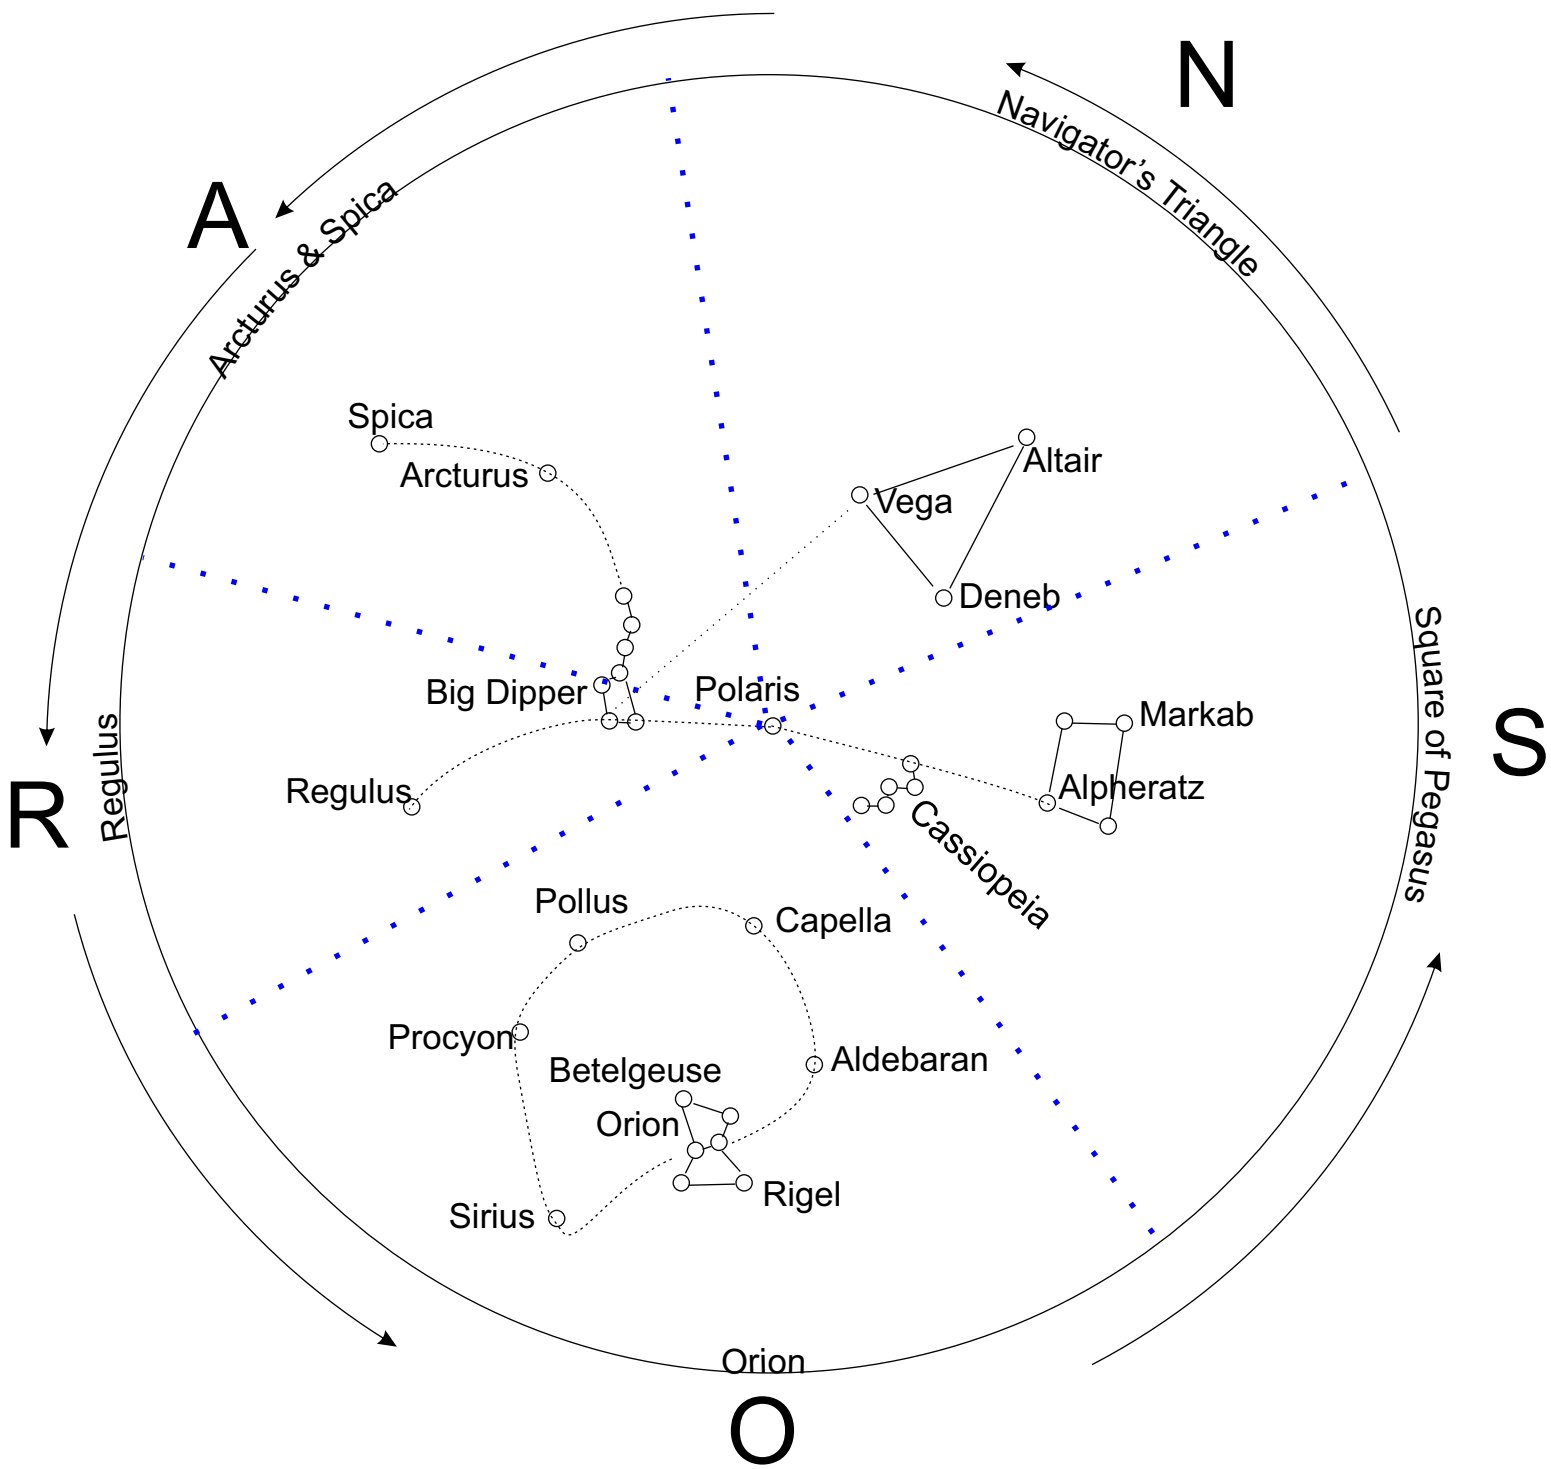 N
Navigator's Triangle
A
Arcturus & Spica
Spica
Arcturus
Altair
Vega
Deneb
Square of Pegasus
S
Big Dipper
Polaris
Markab
Regulus
R
Regulus
Alpheratz
Cassiopeia
Pollus
Capella
Procyon
Betelgeuse
Aldebaran
Orion
Rigel
Sirius
Orion
O